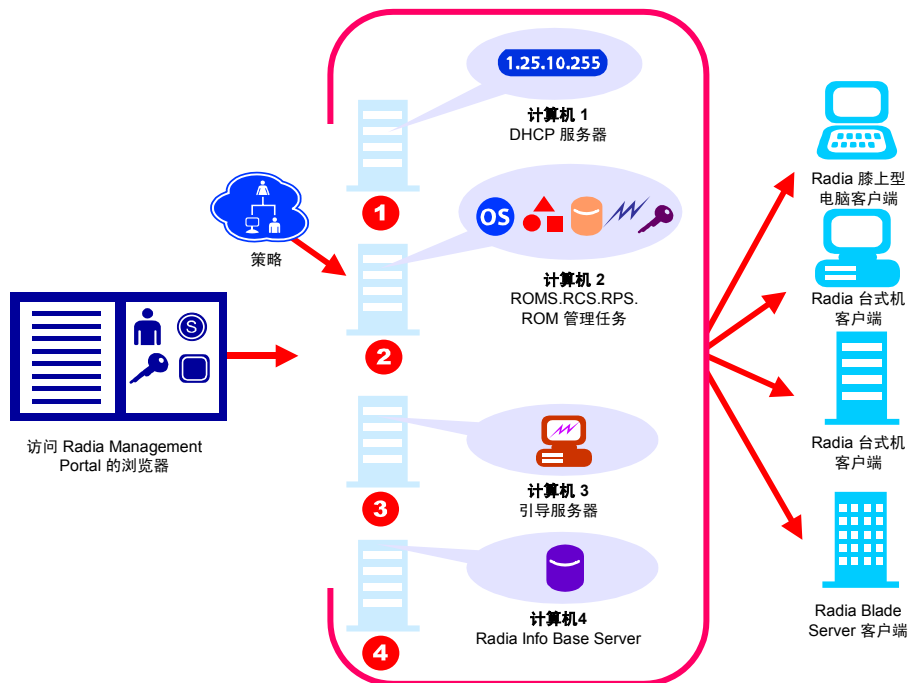 1.25.10.255
计算机 1
DHCP 服务器
1
策略
OS
计算机 2
ROMS.RCS.RPS.
ROM 管理任务
2
S
访问 Radia Management
Portal 的浏览器
计算机 3
引导服务器
3
计算机4
Radia Info Base Server
4
Radia 膝上型
电脑客户端
Radia 台式机
客户端
Radia 台式机
客户端
Radia Blade
Server 客户端